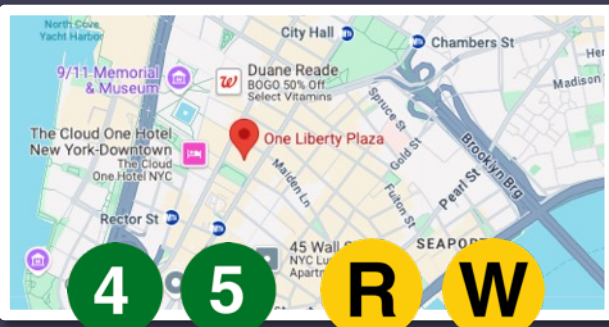 North Cove
Yacht Harbor
City Hall
Chambers St
9/11 Memorial
& Museum
Duane Reade
BOGO 50% Off
Select Vitamins
Madison
Spruce St
The Cloud One Hotel
New York-Downtown
The Cloud
One Hotel NYC
One Liberty Plaza
Gold St
Brooklyn Brg
Maiden Ln
Pearl St
Fulton St
Rector St
45 Wall
SEAPOR
NYC Lu
Apartm
4 5 R W